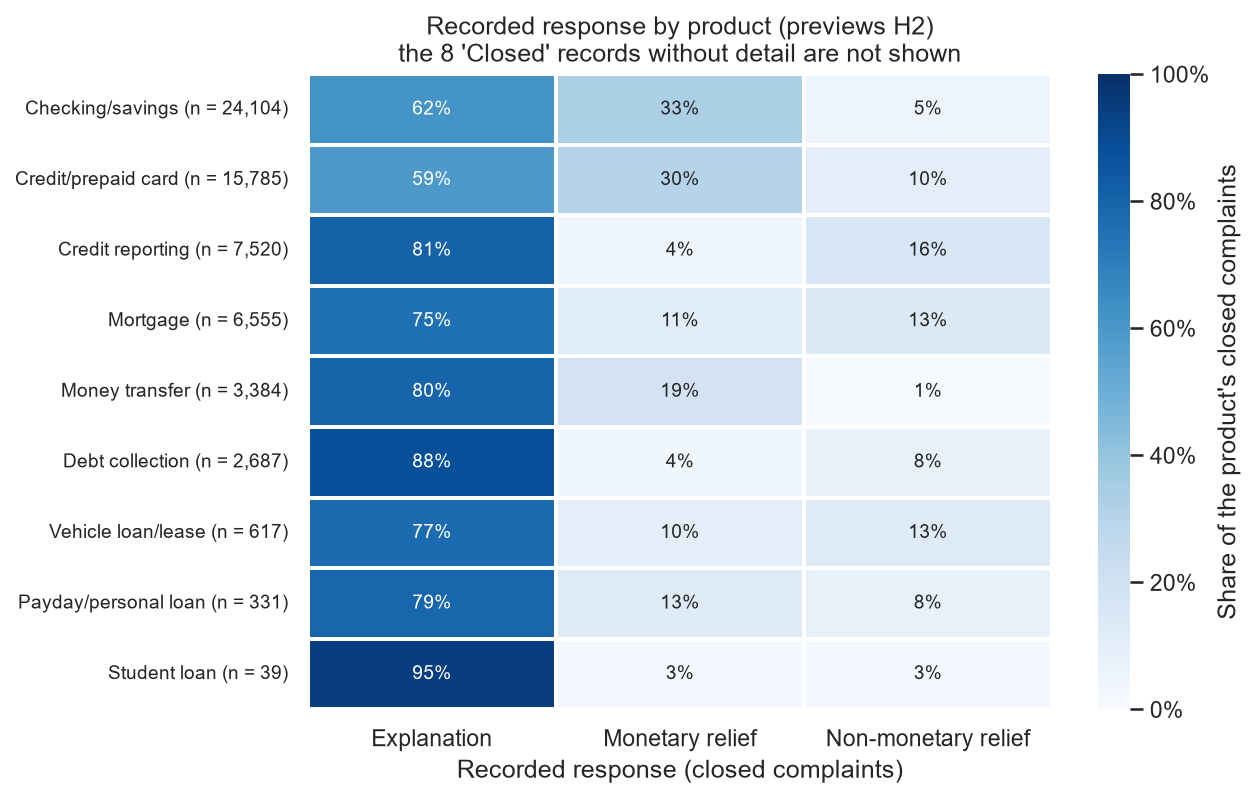 Recorded response by product (previews H2)
the 8 'Closed' records without detail are not shown
Checking/savings (n = 24,104) 62% 33% 5%
Credit/prepaid card (n = 15,785) 59% 30% 10%
Credit reporting (n = 7,520) 81% 4% 16%
Mortgage (n = 6,555) 75% 11% 13%
Money transfer (n = 3,384) 80% 19% 1%
Debt collection (n = 2,687) 88% 4% 8%
Vehicle loan/lease (n = 617) 77% 10% 13%
Payday/personal loan (n = 331) 79% 13% 8%
Student loan (n = 39) 95% 3% 3%
Explanation Monetary relief Non-monetary relief
Recorded response (closed complaints)
100%
80%
60%
40%
20%
0%
Share of the product's closed complaints